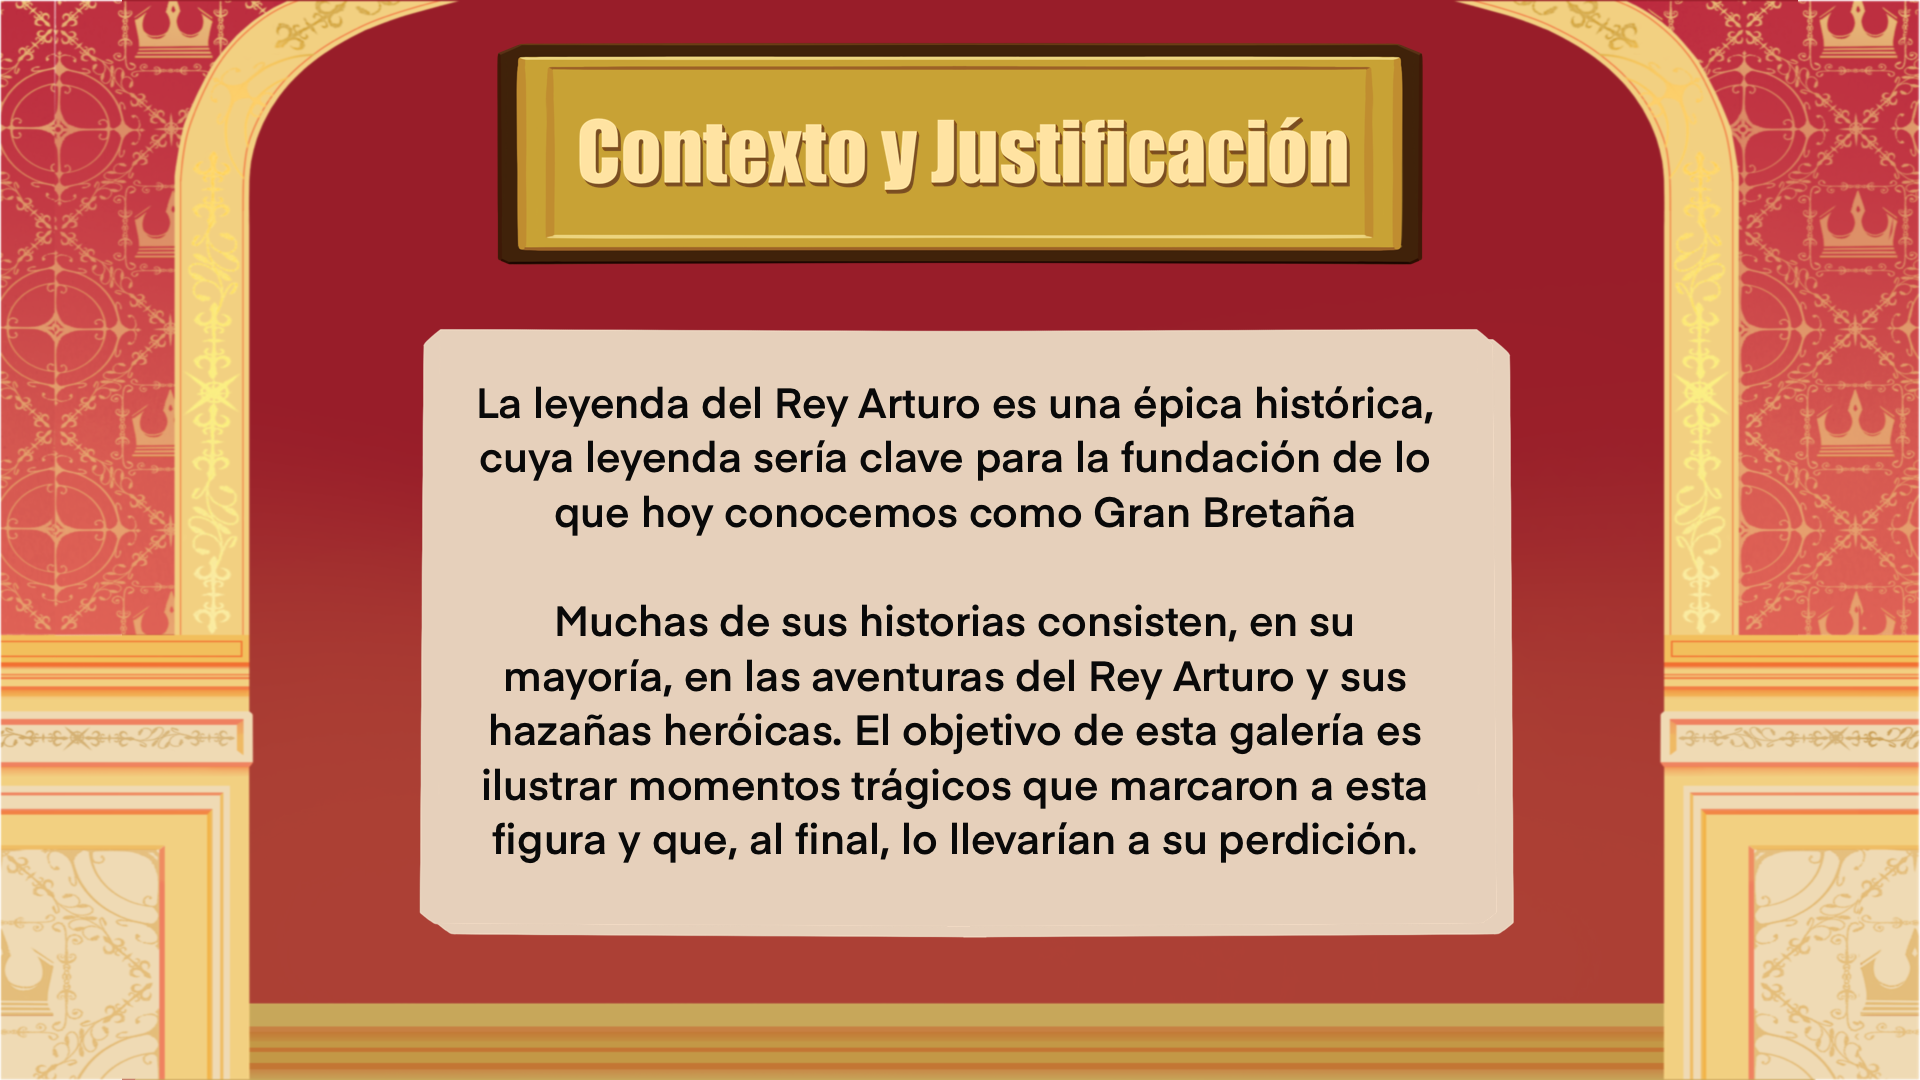 Contexto y Justificación
La leyenda del Rey Arturo es una épica histórica,
cuya leyenda sería clave para la fundación de lo
que hoy conocemos como Gran Bretaña
Muchas de sus historias consisten, en su
mayoría, en las aventuras del Rey Arturo y sus
hazañas heróicas. El objetivo de esta galería es
ilustrar momentos trágicos que marcaron a esta
figura y que, al final, lo llevarían a su perdición.